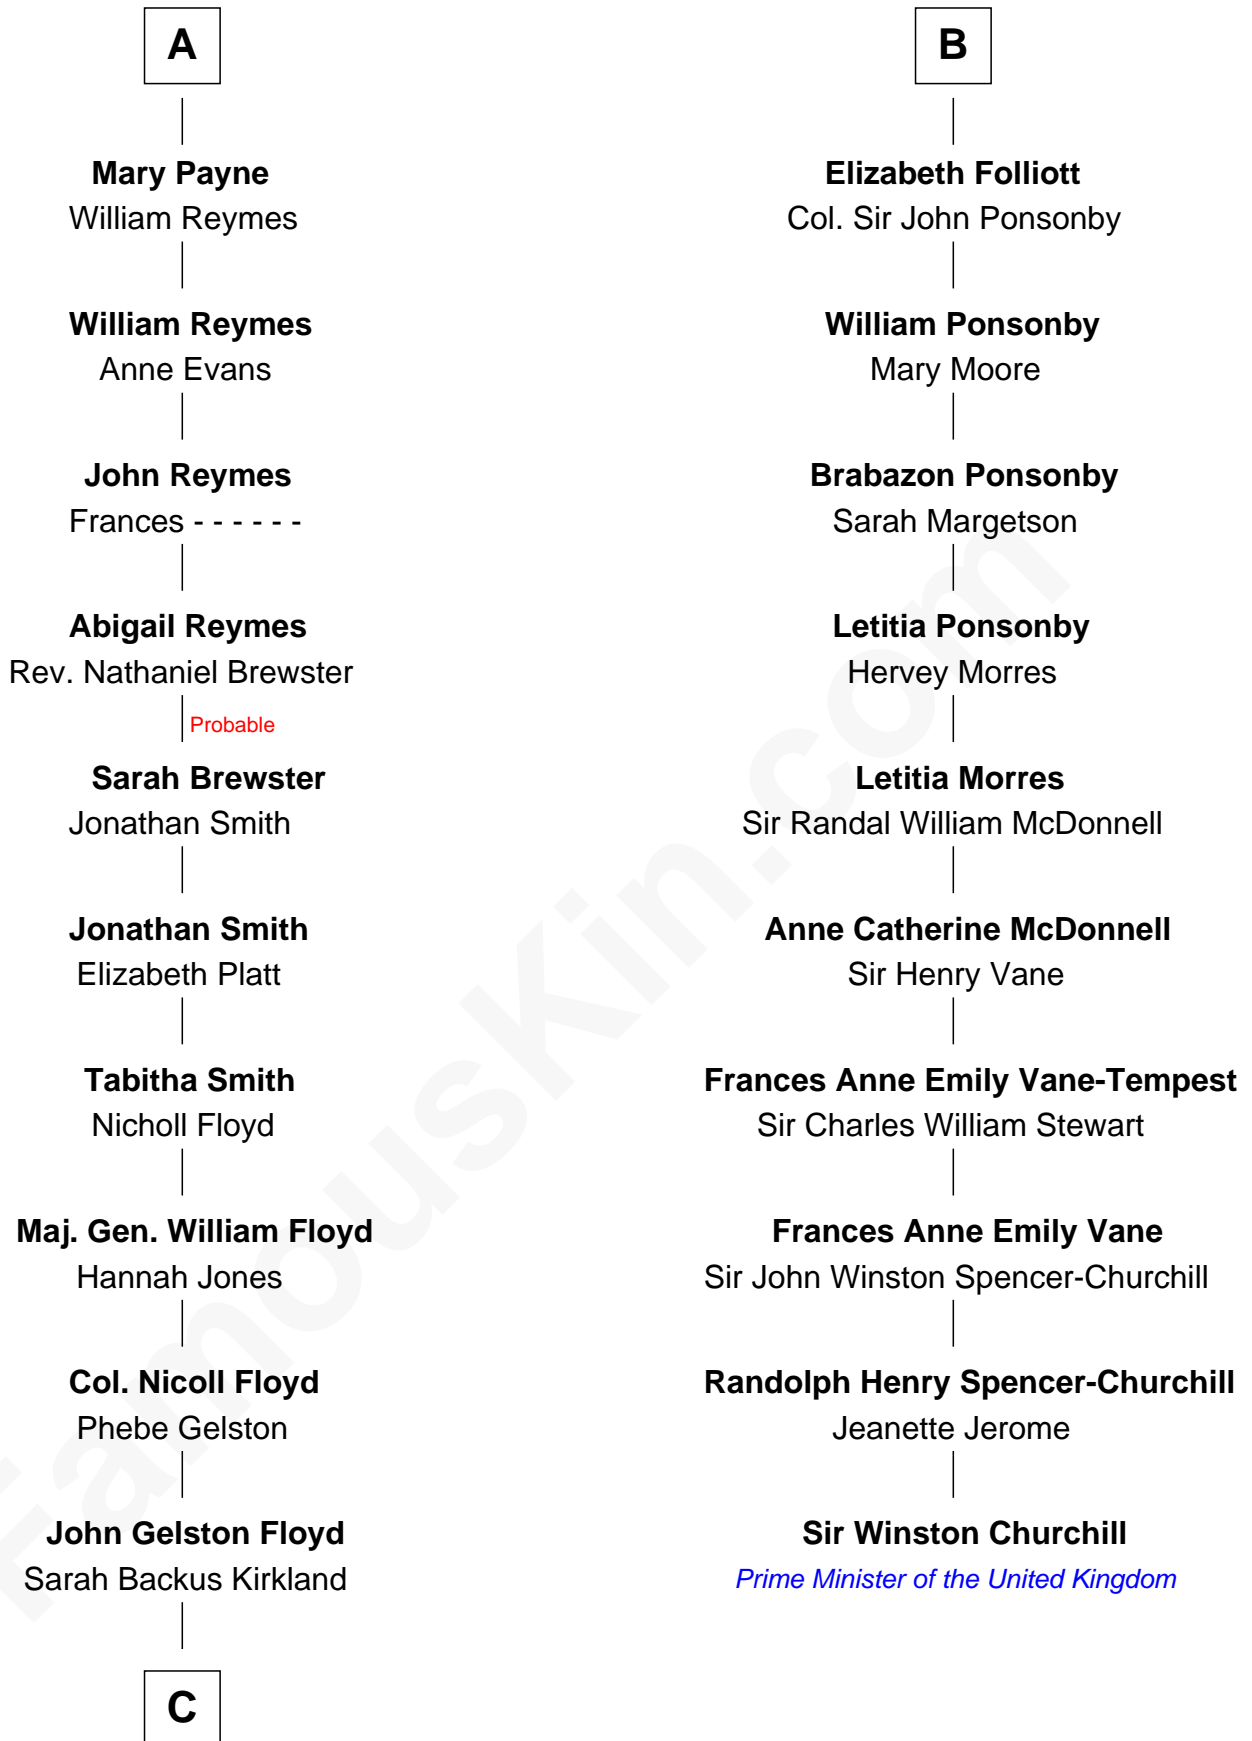 A
Mary Payne
William Reymes
William Reymes
Anne Evans
John Reymes
Frances - - - - - -
Abigail Reymes
Rev. Nathaniel Brewster
Probable
Sarah Brewster
Jonathan Smith
Jonathan Smith
Elizabeth Platt
Tabitha Smith
Nicholl Floyd
Maj. Gen. William Floyd
Hannah Jones
Col. Nicoll Floyd
Phebe Gelston
John Gelston Floyd
Sarah Backus Kirkland
C
B
Elizabeth Folliott
Col. Sir John Ponsonby
William Ponsonby
Mary Moore
Brabazon Ponsonby
Sarah Margetson
Letitia Ponsonby
Hervey Morres
Letitia Morres
Sir Randal William McDonnell
Anne Catherine McDonnell
Sir Henry Vane
Frances Anne Emily Vane-Tempest
Sir Charles William Stewart
Frances Anne Emily Vane
Sir John Winston Spencer-Churchill
Randolph Henry Spencer-Churchill
Jeanette Jerome
Sir Winston Churchill
Prime Minister of the United Kingdom
FamousKin.com